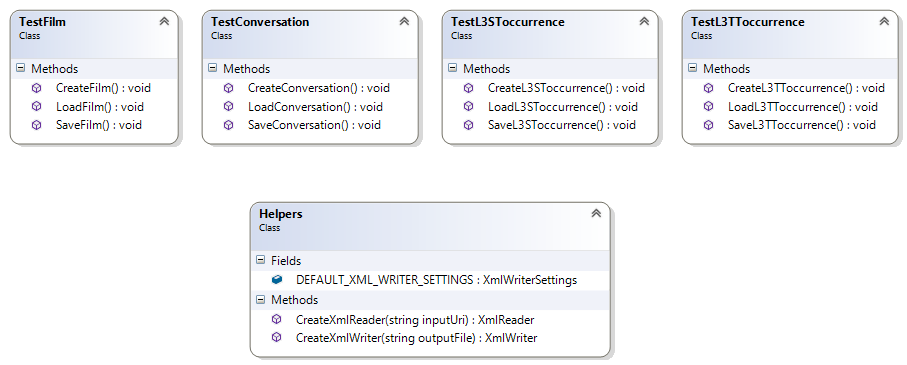 TestFilm
Class
Methods
CreateFilm() : void
LoadFilm() : void
SaveFilm() : void
TestConversation
Class
Methods
CreateConversation() : void
LoadConversation() : void
SaveConversation() : void
TestL3SToccurrence
Class
Methods
CreateL3SToccurrence() : void
LoadL3SToccurrence() : void
SaveL3SToccurrence() : void
TestL3TToccurrence
Class
Methods
CreateL3TToccurrence() : void
LoadL3TToccurrence() : void
SaveL3TToccurrence() : void
Helpers
Class
Fields
DEFAULT_XML_WRITER_SETTINGS : XmlWriterSettings
Methods
CreateXmlReader(string inputUri) : XmlReader
CreateXmlWriter(string outputFile) : XmlWriter